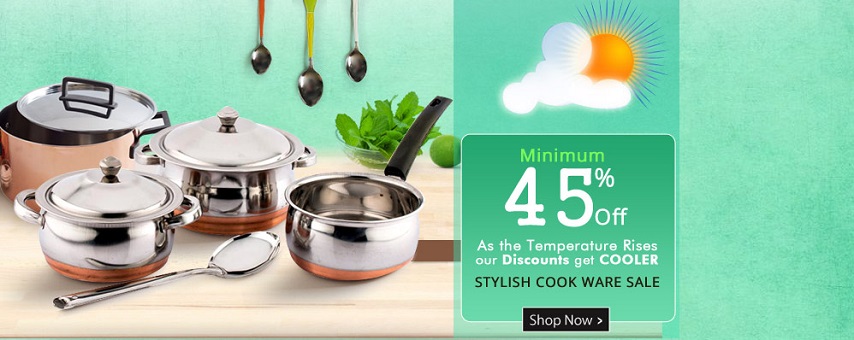 Minimum
45% Off
As the Temperature Rises
our Discounts get COOLER
STYLISH COOK WARE SALE
Shop Now >